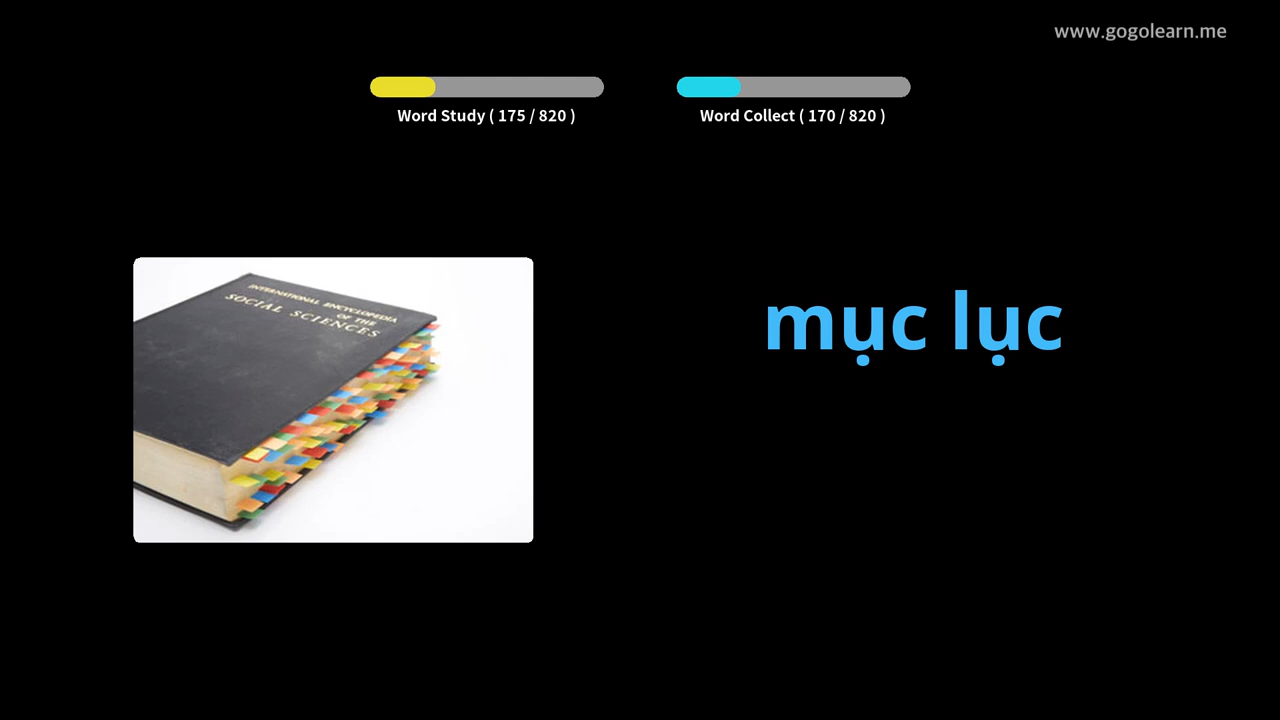 www.gogolearn.me
Word Study ( 175 / 820 )
Word Collect ( 170 / 820 )
INTERNATIONAL ENCYCLOPEDIA
OF THE
SOCIAL SCIENCES
mục lục